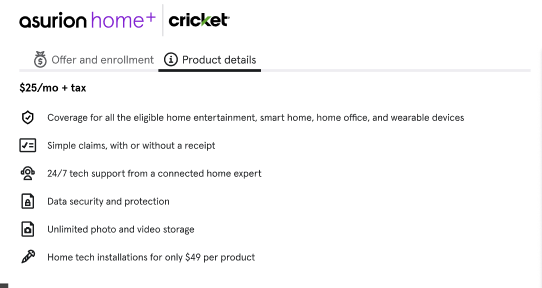 asurion home+ cricket
Offer and enrollment Product details
$25/mo + tax
Coverage for all the eligible home entertainment, smart home, home office, and wearable devices
Simple claims, with or without a receipt
24/7 tech support from a connected home expert
Data security and protection
Unlimited photo and video storage
Home tech installations for only $49 per product